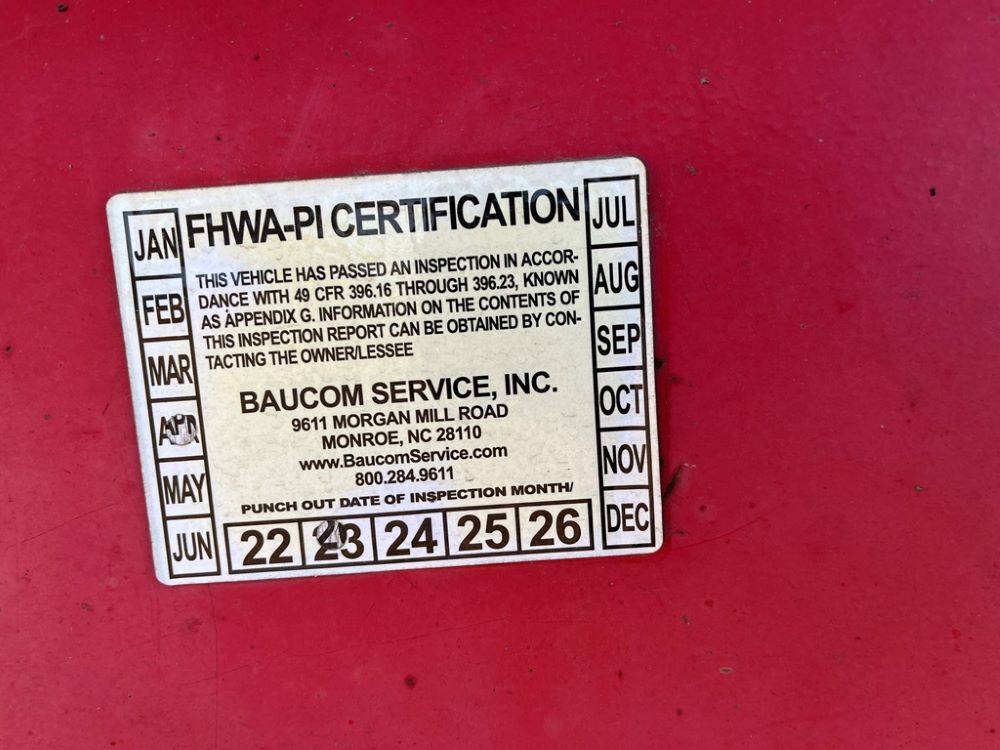 FHWA-PI CERTIFICATION
THIS VEHICLE HAS PASSED AN INSPECTION IN ACCOR-
DANCE WITH 49 CFR 396.16 THROUGH 396.23, KNOWN
AS APPENDIX G. INFORMATION ON THE CONTENTS OF
THIS INSPECTION REPORT CAN BE OBTAINED BY CON-
TACTING THE OWNER/LESSEE
BAUCOM SERVICE, INC.
9611 MORGAN MILL ROAD
MONROE, NC 28110
www.BaucomService.com
800.284.9611
PUNCH OUT DATE OF INSPECTION MONTH/
22 23 24 25 26
JAN
FEB
MAR
APR
MAY
JUN
JUL
AUG
SEP
OCT
NOV
DEC